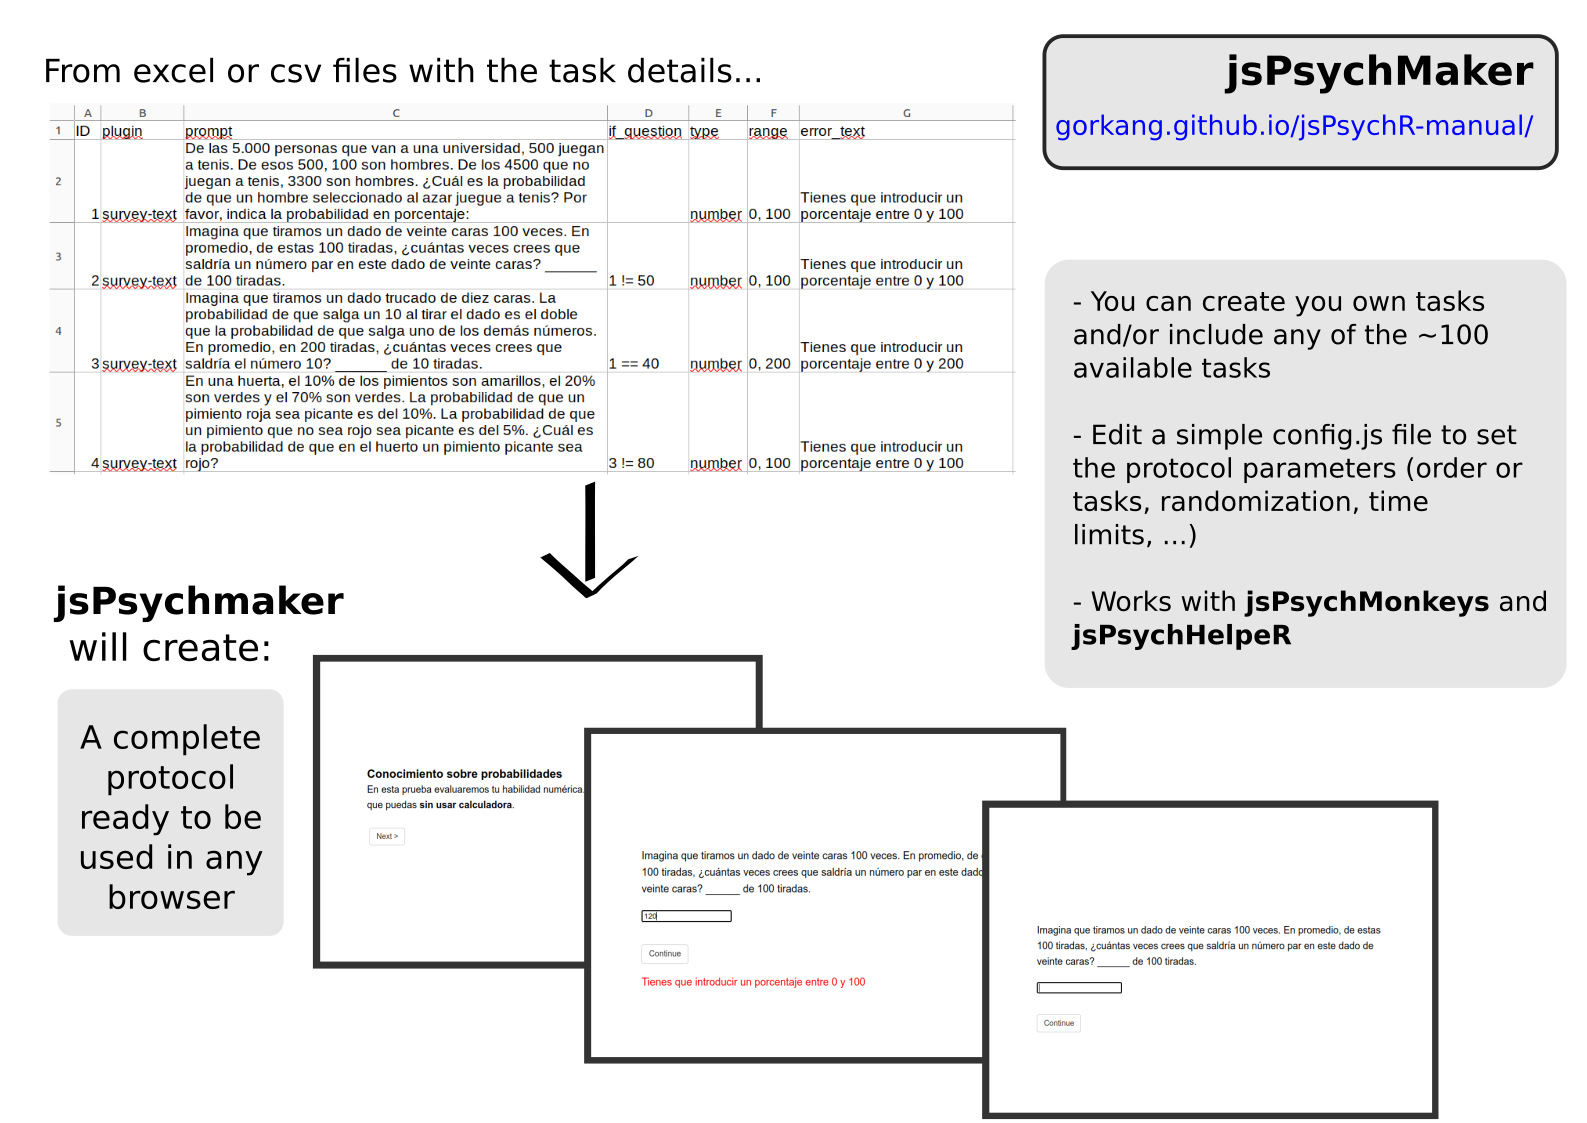 From excel or csv files with the task details...
jsPsychMaker
gorkang.github.io/jsPsychR-manual/
A B C D E F G
1 ID plugin prompt if_question type range error_text
De las 5.000 personas que van a una universidad, 500 juegan
a tenis. De esos 500, 100 son hombres. De los 4500 que no
juegan a tenis, 3300 son hombres. ¿Cuál es la probabilidad
de que un hombre seleccionado al azar juegue a tenis? Por
favor, indica la probabilidad en porcentaje:
2 1 survey-text number 0, 100
Tienes que introducir un
porcentaje entre 0 y 100
Imagina que tiramos un dado de veinte caras 100 veces. En
promedio, de estas 100 tiradas, ¿cuántas veces crees que
saldría un número par en este dado de veinte caras? ______
de 100 tiradas.
3 2 survey-text 1 != 50 number 0, 100
Tienes que introducir un
porcentaje entre 0 y 100
Imagina que tiramos un dado trucado de diez caras. La
probabilidad de que salga un 10 al tirar el dado es el doble
que la probabilidad de que salga uno de los demás números.
En promedio, en 200 tiradas, ¿cuántas veces crees que
saldría el número 10? ______ de 10 tiradas.
4 3 survey-text 1 == 40 number 0, 200
Tienes que introducir un
porcentaje entre 0 y 200
En una huerta, el 10% de los pimientos son amarillos, el 20%
son verdes y el 70% son verdes. La probabilidad de que un
pimiento roja sea picante es del 10%. La probabilidad de que
un pimiento que no sea rojo sea picante es del 5%. ¿Cuál es
la probabilidad de que en el huerto un pimiento picante sea
rojo?
5 4 survey-text 3 != 80 number 0, 100
Tienes que introducir un
porcentaje entre 0 y 100
- You can create you own tasks
and/or include any of the ~100
available tasks
- Edit a simple config.js file to set
the protocol parameters (order or
tasks, randomization, time
limits, ...)
- Works with jsPsychMonkeys and
jsPsychHelpeR
jsPsychmaker
will create:
A complete
protocol
ready to be
used in any
browser
Conocimiento sobre probabilidades
En esta prueba evaluaremos tu habilidad numérica.
que puedas sin usar calculadora.
Next >
Imagina que tiramos un dado de veinte caras 100 veces. En promedio, de
100 tiradas, ¿cuántas veces crees que saldría un número par en este dado
veinte caras? ______ de 100 tiradas.
120
Continue
Tienes que introducir un porcentaje entre 0 y 100
Imagina que tiramos un dado de veinte caras 100 veces. En promedio, de estas
100 tiradas, ¿cuántas veces crees que saldría un número par en este dado de
veinte caras? ______ de 100 tiradas.
Continue